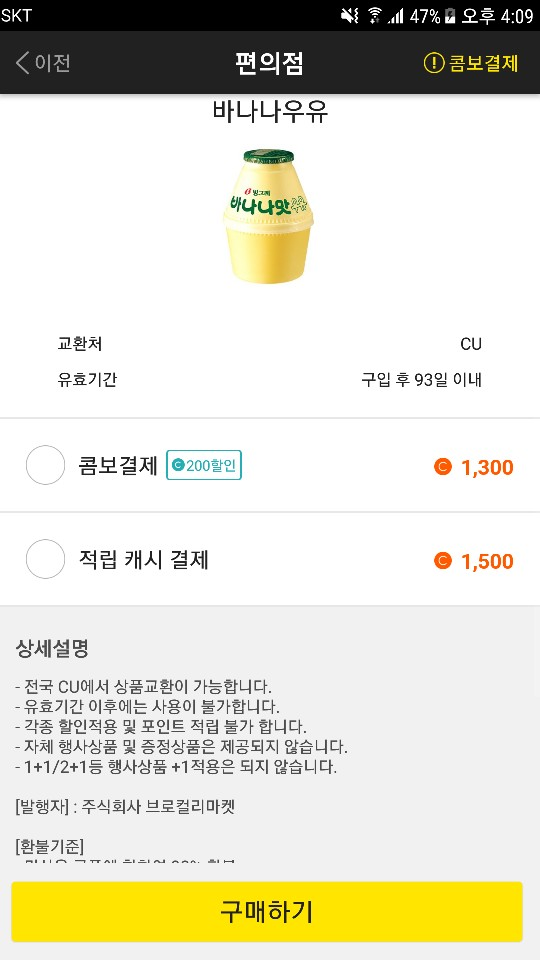 SKT 47% 오후 4:09
이전 편의점 콤보결제
바나나우유
빙그레
바나나맛
교환처 CU
유효기간 구입 후 93일 이내
콤보결제 C 200할인 C 1,300
적립 캐시 결제 C 1,500
상세설명
- 전국 CU에서 상품교환이 가능합니다.
- 유효기간 이후에는 사용이 불가합니다.
- 각종 할인적용 및 포인트 적립 불가 합니다.
- 자체 행사상품 및 증정상품은 제공되지 않습니다.
- 1+1/2+1등 행사상품 +1적용은 되지 않습니다.
[발행자] : 주식회사 브로컬리마켓
[환불기준]
구매하기